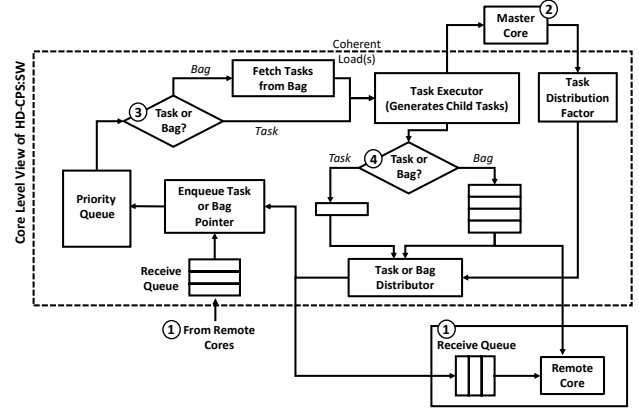 Core Level View of HD-CPS:SW
Master
Core
2
Coherent
Load(s)
Bag
Fetch Tasks
from Bag
Task Executor
(Generates Child Tasks)
Task
Distribution
Factor
3
Task or
Bag?
Task
Task
4
Task or
Bag?
Bag
Priority
Queue
Enqueue Task
or Bag
Pointer
Receive
Queue
Task or Bag
Distributor
1 From Remote
Cores
1
Receive Queue
Remote
Core